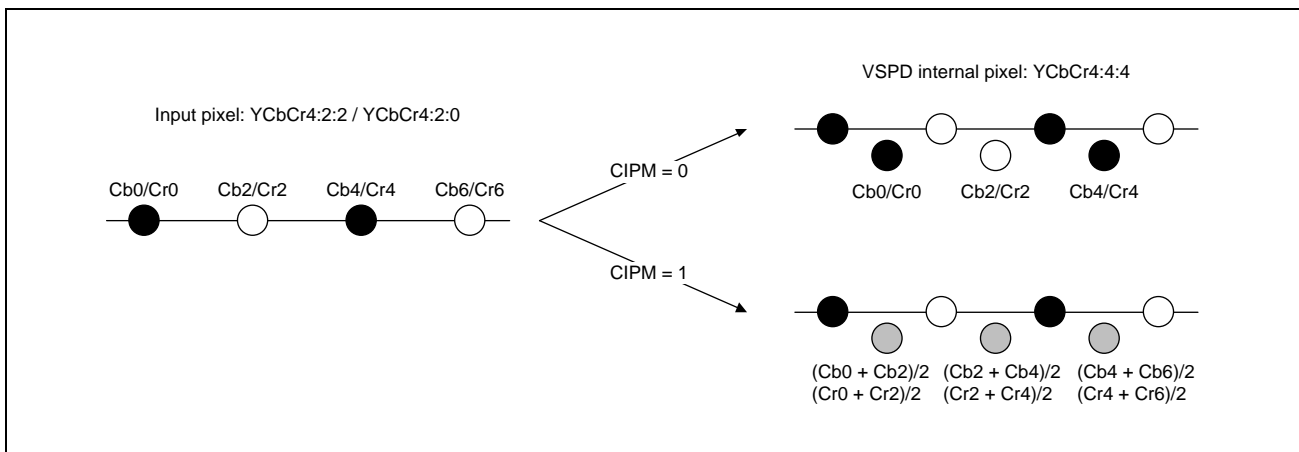 VSPD internal pixel: YCbCr4:4:4
Input pixel: YCbCr4:2:2 / YCbCr4:2:0
CIPM = 0
Cb0/Cr0 Cb2/Cr2 Cb4/Cr4 Cb6/Cr6
Cb0/Cr0 Cb2/Cr2 Cb4/Cr4
CIPM = 1
(Cb0 + Cb2)/2 (Cb2 + Cb4)/2 (Cb4 + Cb6)/2
(Cr0 + Cr2)/2 (Cr2 + Cr4)/2 (Cr4 + Cr6)/2